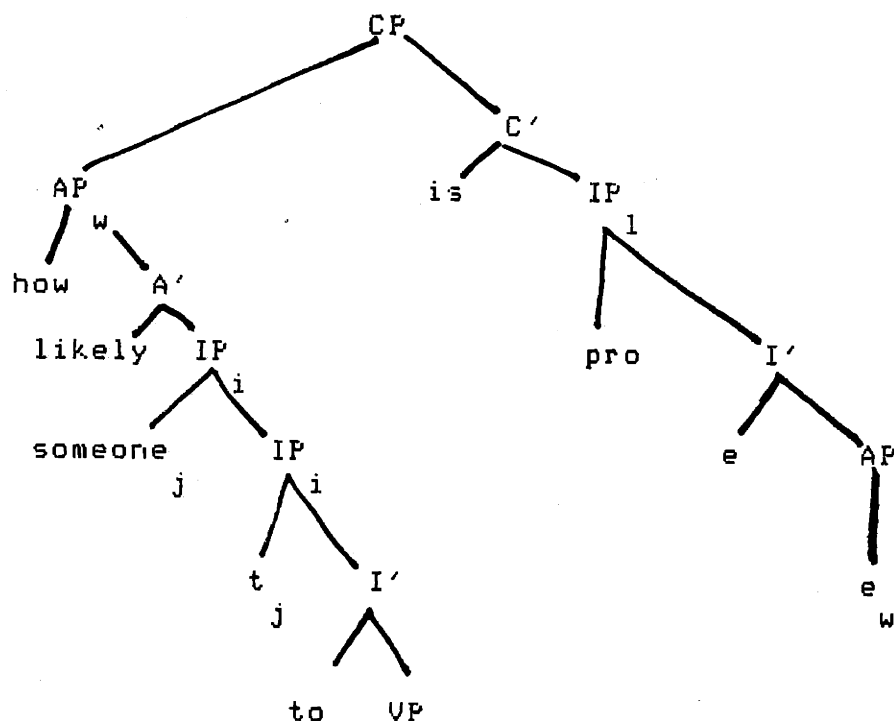 CP
C'
AP w is IP l
how A'
likely IP i pro I'
someone j IP i e AP
t j I' e w
to VP